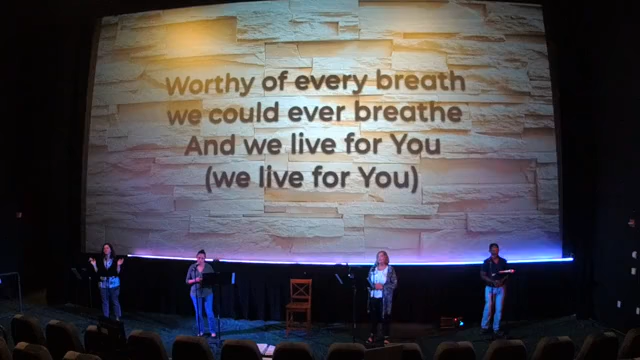 Worthy of every breath
we could ever breathe
And we live for You
(we live for You)